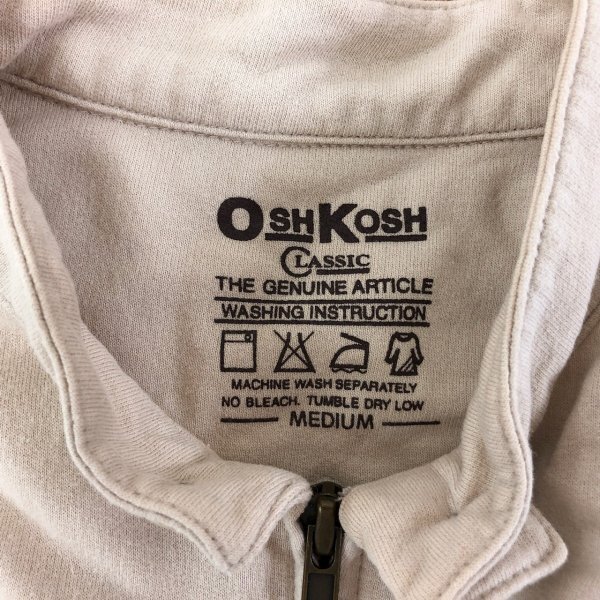 OSHKOSH
CLASSIC
THE GENUINE ARTICLE
WASHING INSTRUCTION
MACHINE WASH SEPARATELY
NO BLEACH. TUMBLE DRY LOW
MEDIUM